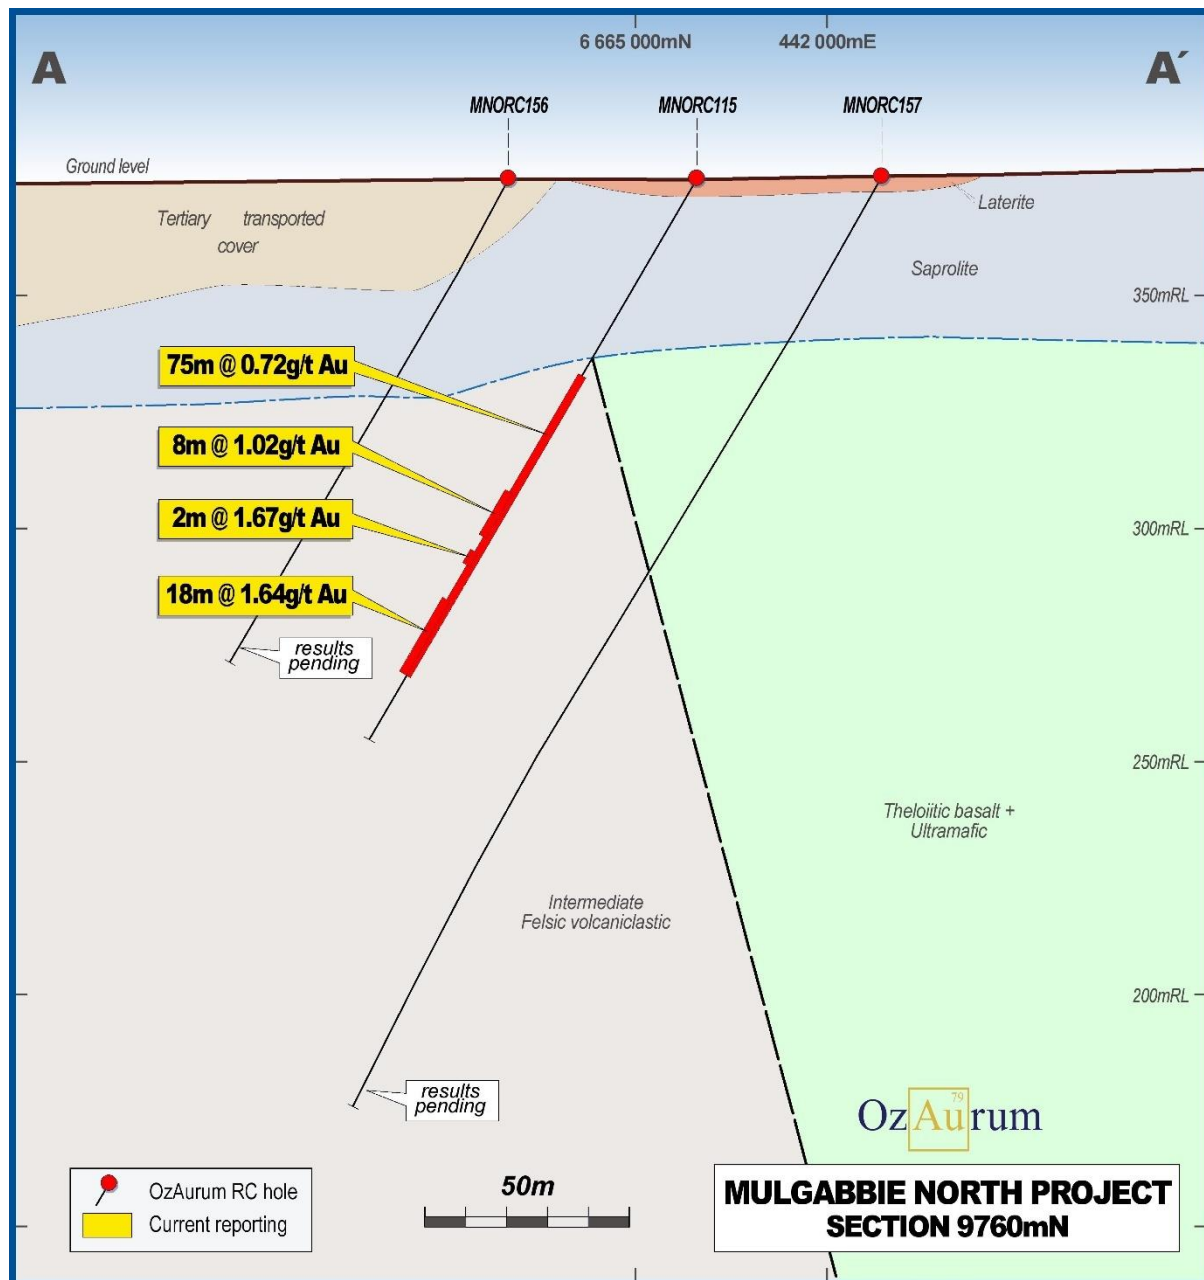 6 665 000mN
442 000mE
A
A´
MNORC156
MNORC115
MNORC157
Ground level
Tertiary transported
cover
Laterite
Saprolite
350mRL
75m @ 0.72g/t Au
8m @ 1.02g/t Au
2m @ 1.67g/t Au
18m @ 1.64g/t Au
300mRL
results
pending
250mRL
Theloiitic basalt +
Ultramafic
Intermediate
Felsic volcaniclastic
200mRL
results
pending
79
OzAurum
OzAurum RC hole
Current reporting
50m
MULGABBIE NORTH PROJECT
SECTION 9760mN